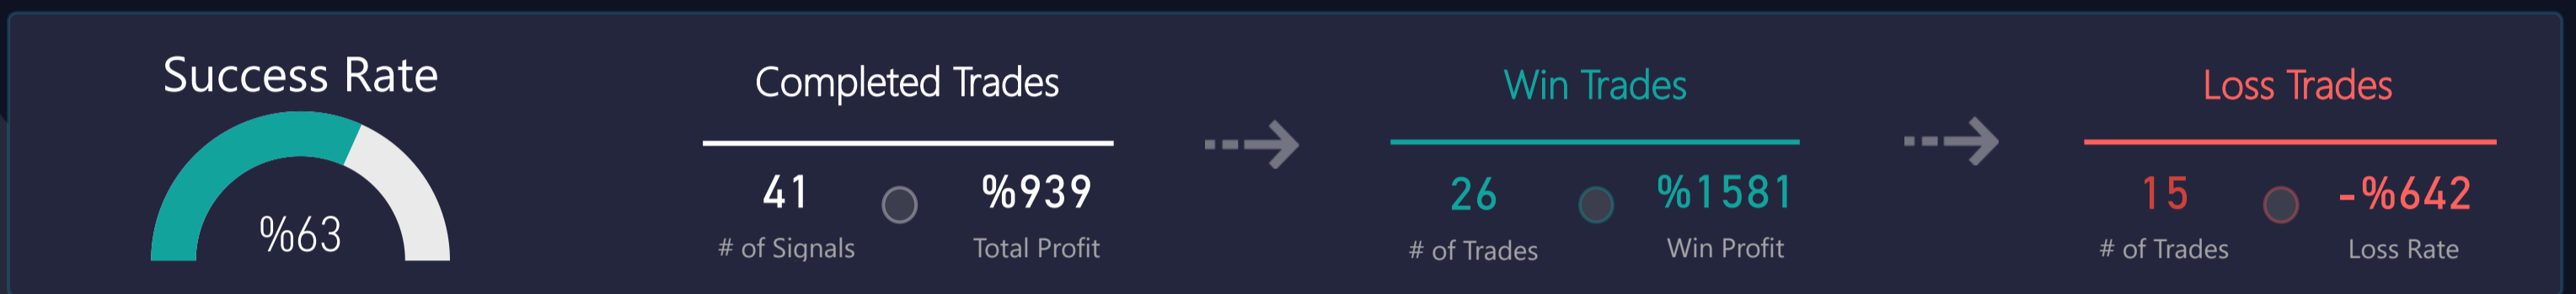 Success Rate
%63
Completed Trades
41
%939
# of Signals
Total Profit
Win Trades
26
%1581
# of Trades
Win Profit
Loss Trades
15
-%642
# of Trades
Loss Rate